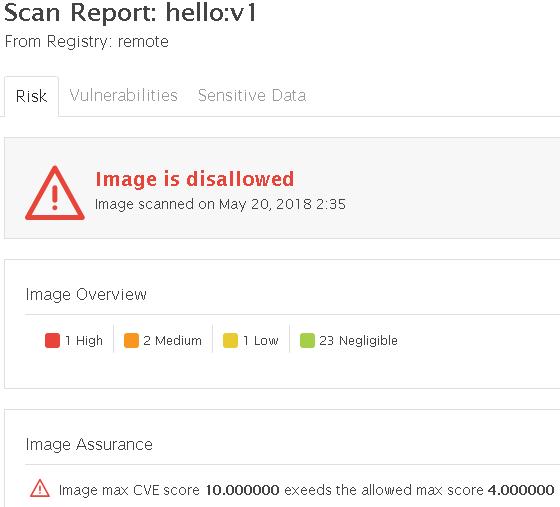 Scan Report: hello:v1
From Registry: remote
Risk Vulnerabilities Sensitive Data
Image is disallowed
Image scanned on May 20, 2018 2:35
Image Overview
1 High 2 Medium 1 Low 23 Negligible
Image Assurance
Image max CVE score 10.000000 exeeds the allowed max score 4.000000